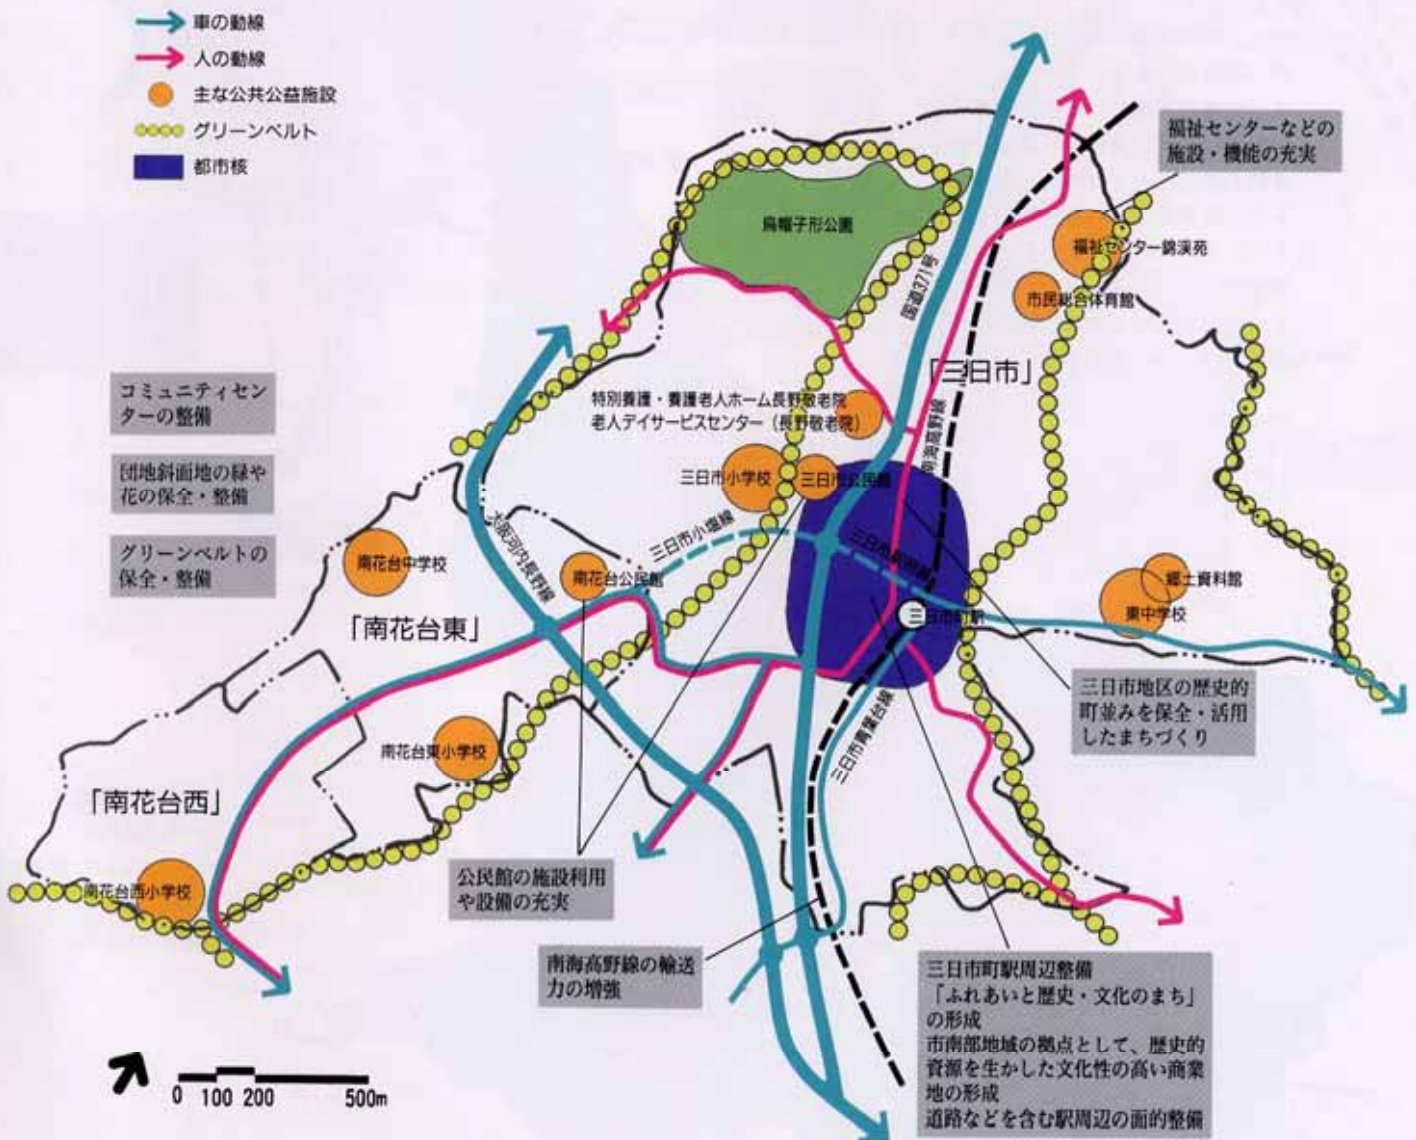 車の動線
人の動線
主な公共公益施設
グリーンベルト
都市核
福祉センターなどの
施設・機能の充実
烏帽子形公園
福祉センター錦渓苑
市民総合体育館
国道371号
「三日市」
コミュニティセン
ターの整備
特別養護・養護老人ホーム長野敬老院
老人デイサービスセンター（長野敬老院）
南海高野線
団地斜面地の緑や
花の保全・整備
三日市小学校
三日市公民館
グリーンベルトの
保全・整備
大阪河内長野線
三日市小塩線
南花台中学校
南花台公民館
郷土資料館
東中学校
三日市町駅
「南花台東」
三日市地区の歴史的
町並みを保全・活用
したまちづくり
三日市青葉台線
南花台東小学校
「南花台西」
南花台西小学校
公民館の施設利用
や設備の充実
南海高野線の輸送
力の増強
三日市町駅周辺整備
「ふれあいと歴史・文化のまち」
の形成
市南部地域の拠点として、歴史的
資源を生かした文化性の高い商業
地の形成
道路などを含む駅周辺の面的整備
0 100 200 500m